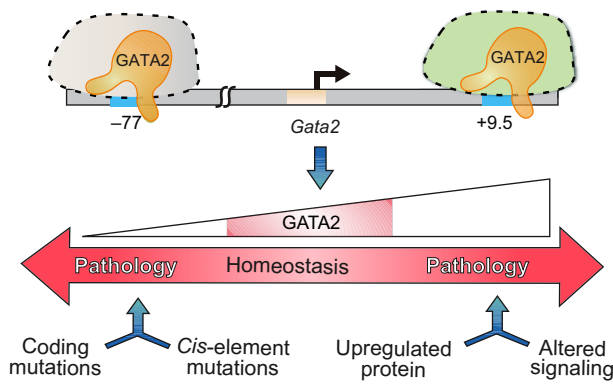 GATA2
GATA2
–77
Gata2
+9.5
GATA2
Pathology
Homeostasis
Pathology
Coding
mutations
Cis-element
mutations
Upregulated
protein
Altered
signaling